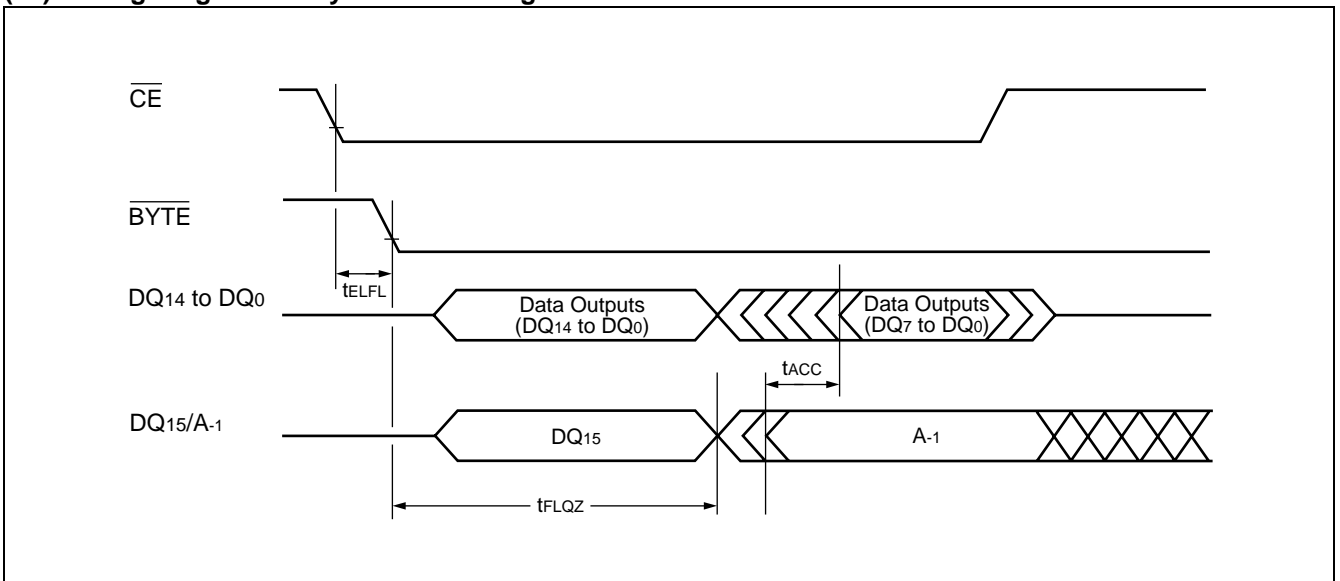 CE
BYTE
tELFL
DQ14 to DQ0
Data Outputs
(DQ14 to DQ0)
Data Outputs
(DQ7 to DQ0)
tACC
DQ15/A-1
DQ15
A-1
tFLQZ